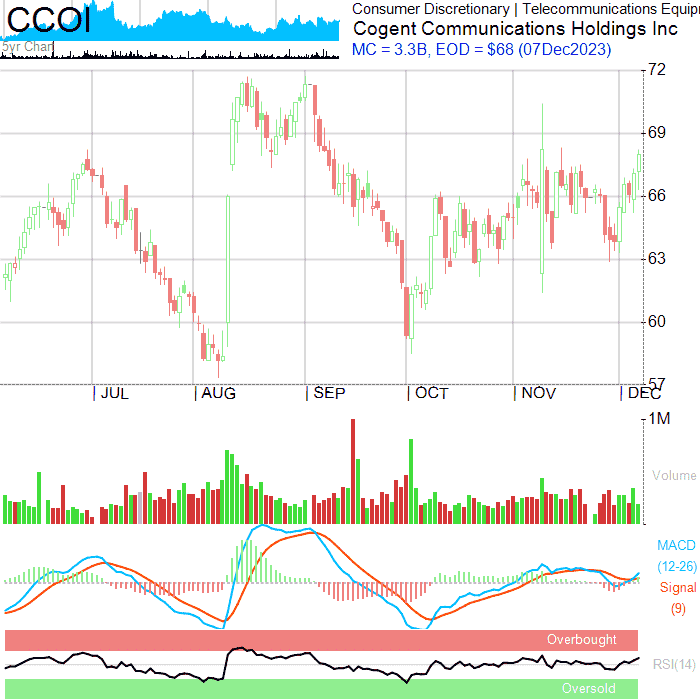 CCOI
5yr Chart
Consumer Discretionary | Telecommunications Equip
Cogent Communications Holdings Inc
MC = 3.3B, EOD = $68 (07Dec2023)
72
69
66
63
60
57
JUL AUG SEP OCT NOV DEC
1M
Volume
MACD
(12-26)
Signal
(9)
Overbought
RSI(14)
Oversold